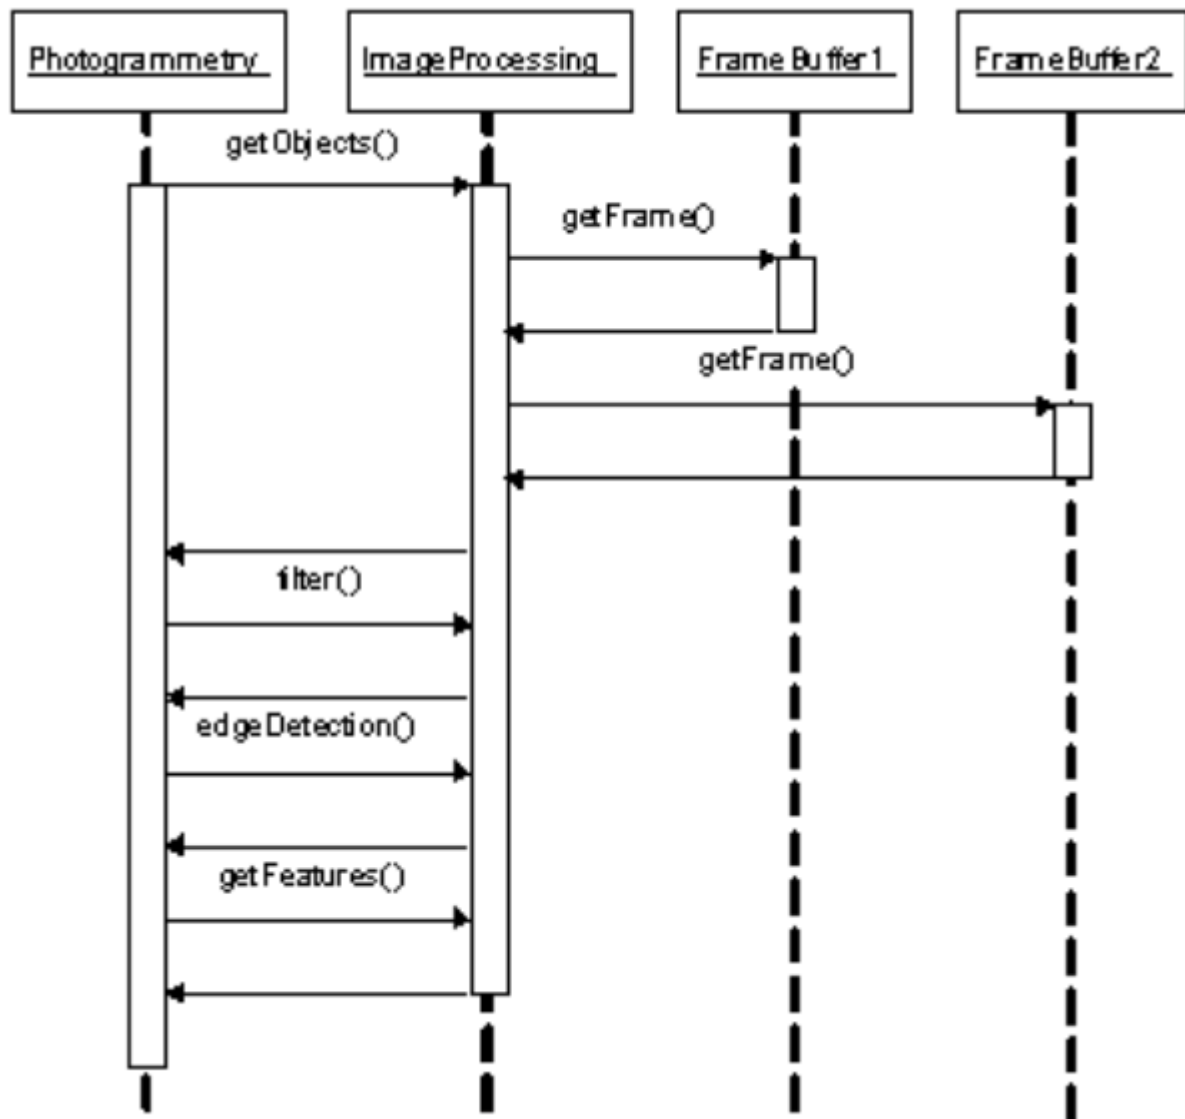 Photogrammetry
ImageProcessing
FrameBuffer1
FrameBuffer2
getObjects()
getFrame()
getFrame()
filter()
edgeDetection()
getFeatures()